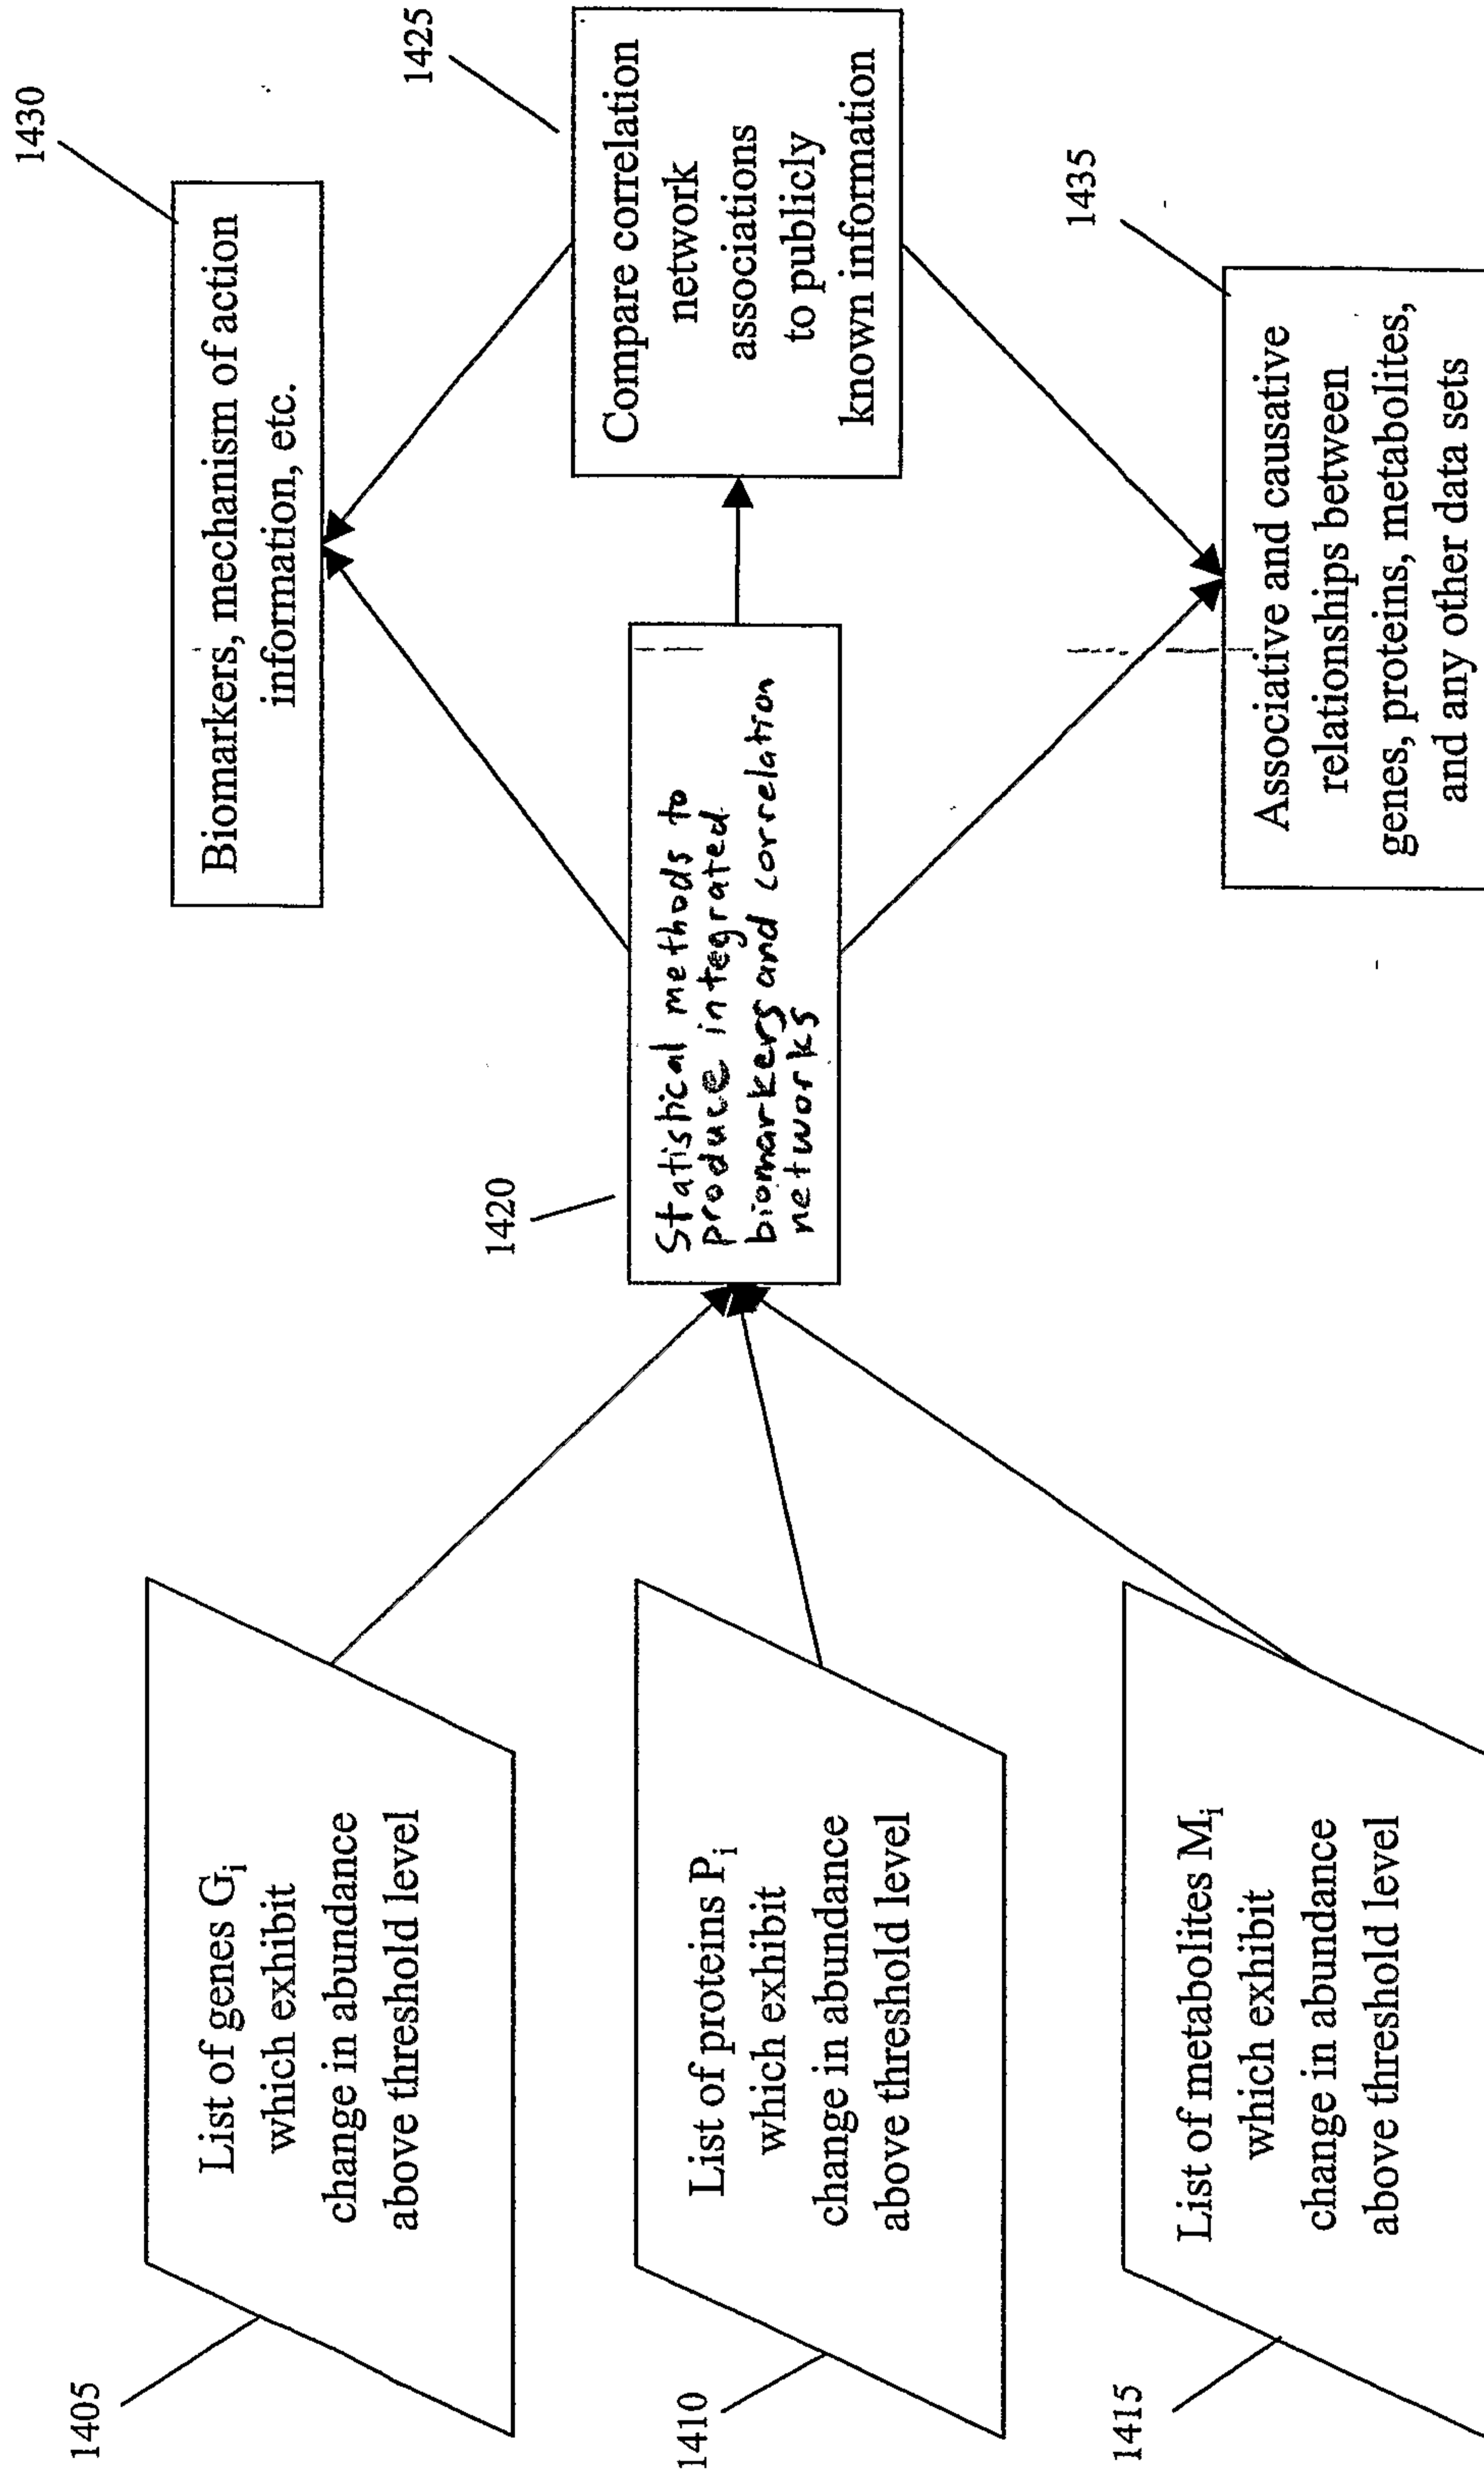 1405
List of genes Gi
which exhibit
change in abundance
above threshold level
1410
List of proteins Pi
which exhibit
change in abundance
above threshold level
1415
List of metabolites Mi
which exhibit
change in abundance
above threshold level
1420
Statistical methods to
produce integrated
biomarkers and correlation
networks
1430
Biomarkers, mechanism of action
information, etc.
1425
Compare correlation
network
associations
to publicly
known information
1435
Associative and causative
relationships between
genes, proteins, metabolites,
and any other data sets